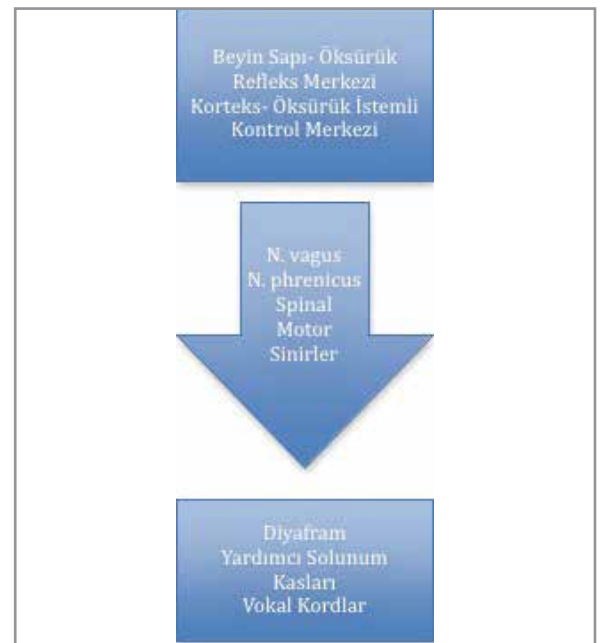 Beyin Sapı- Öksürük
Refleks Merkezi
Korteks- Öksürük İstemli
Kontrol Merkezi
N. vagus
N. phrenicus
Spinal
Motor
Sinirler
Diyafram
Yardımcı Solunum
Kasları
Vokal Kordlar